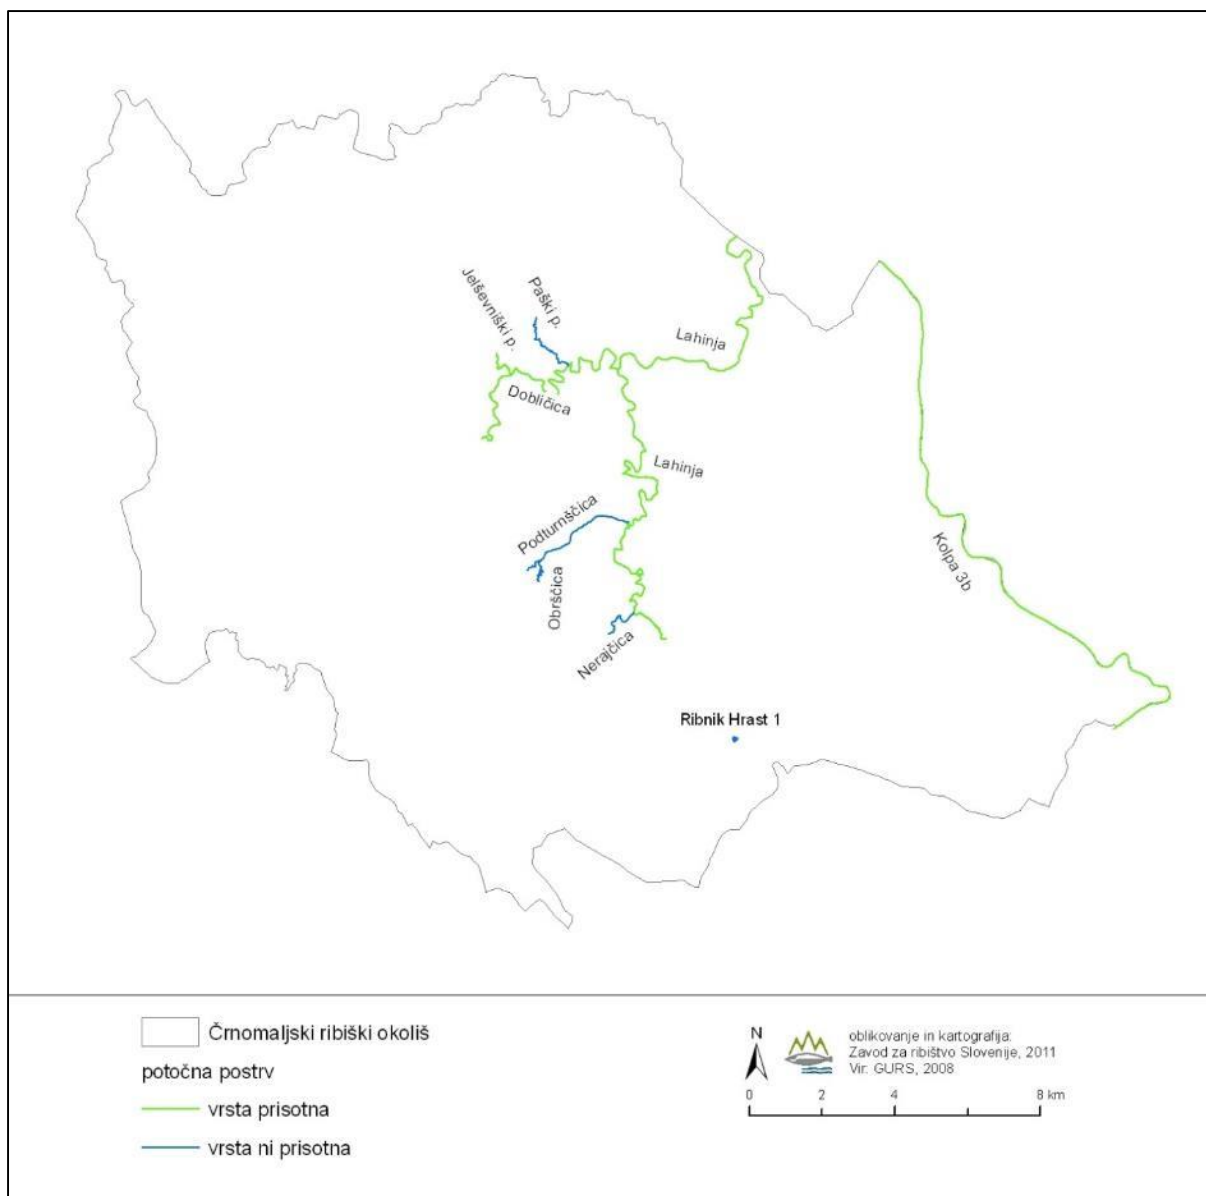 Jelševniški p.
Paški p.
Lahinja
Dobličica
Lahinja
Podturnščica
Obrščica
Nerajčica
Kolpa 3b
Ribnik Hrast 1
Črnomaljski ribiški okoliš
potočna postrv
vrsta prisotna
vrsta ni prisotna
N
oblikovanje in kartografija:
Zavod za ribištvo Slovenije, 2011
Vir: GURS, 2008
0 2 4 8 km